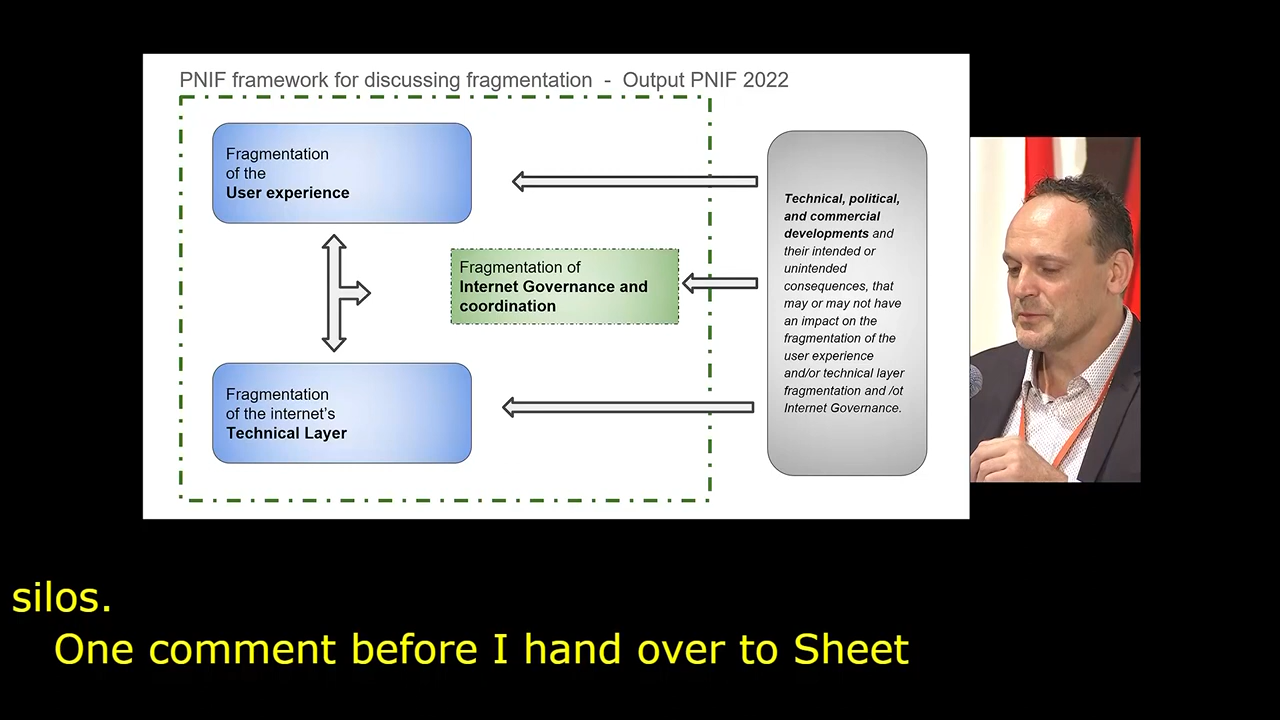 PNIF framework for discussing fragmentation - Output PNIF 2022
Fragmentation
of the
User experience
Fragmentation of
Internet Governance and
coordination
Fragmentation
of the internet's
Technical Layer
Technical, political,
and commercial
developments and
their intended or
unintended
consequences, that
may or may not have
an impact on the
fragmentation of the
user experience
and/or technical layer
fragmentation and /ot
Internet Governance.
silos.
One comment before I hand over to Sheet